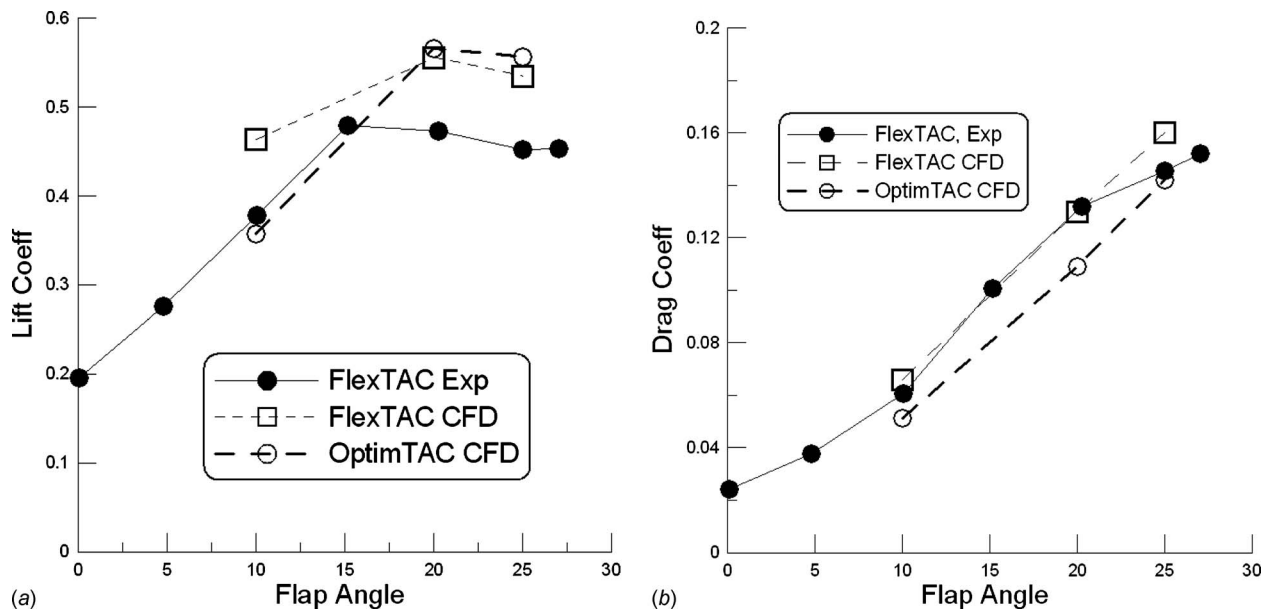 0.6
0.5
0.4
0.3
0.2
0.1
0
Lift Coeff
FlexTAC Exp
FlexTAC CFD
OptimTAC CFD
0 5 10 15 20 25 30
Flap Angle
(a)
0.2
0.16
0.12
0.08
0.04
0
Drag Coeff
FlexTAC, Exp
FlexTAC CFD
OptimTAC CFD
0 5 10 15 20 25 30
Flap Angle
(b)